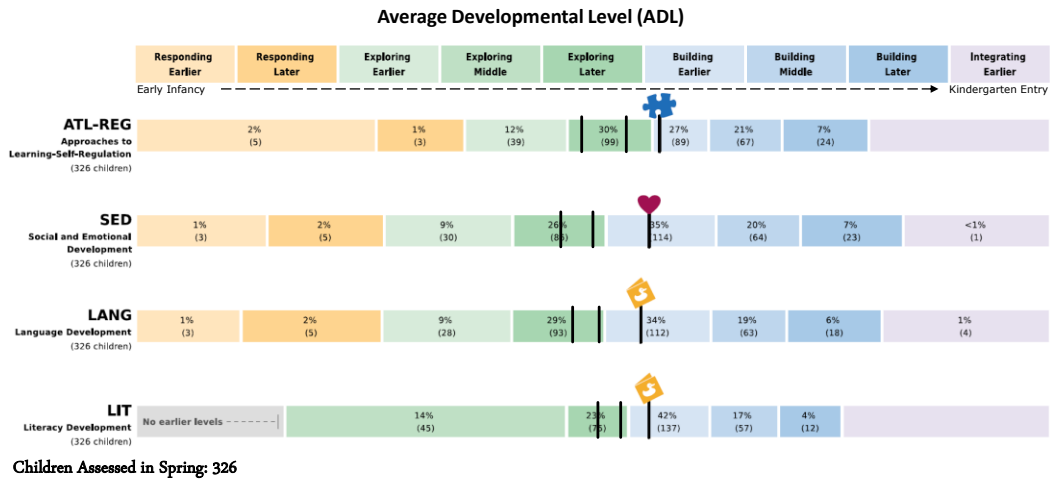 Average Developmental Level (ADL)
Responding Earlier
Responding Later
Exploring Earlier
Exploring Middle
Exploring Later
Building Earlier
Building Middle
Building Later
Integrating Earlier
Early Infancy
Kindergarten Entry
ATL-REG
Approaches to
Learning-Self-Regulation
(326 children)
2% 1% 12% 30% 27% 21% 7%
(5) (3) (39) (99) (89) (67) (24)
SED
Social and Emotional
Development
(326 children)
1% 2% 9% 26% 35% 20% 7% <1%
(3) (5) (30) (114) (64) (23) (1)
LANG
Language Development
(326 children)
1% 2% 9% 29% 34% 19% 6% 1%
(3) (5) (28) (93) (112) (63) (18) (4)
LIT
Literacy Development
(326 children)
No earlier levels
14% 23% 42% 17% 4%
(45) (75) (137) (57) (12)
Children Assessed in Spring: 326